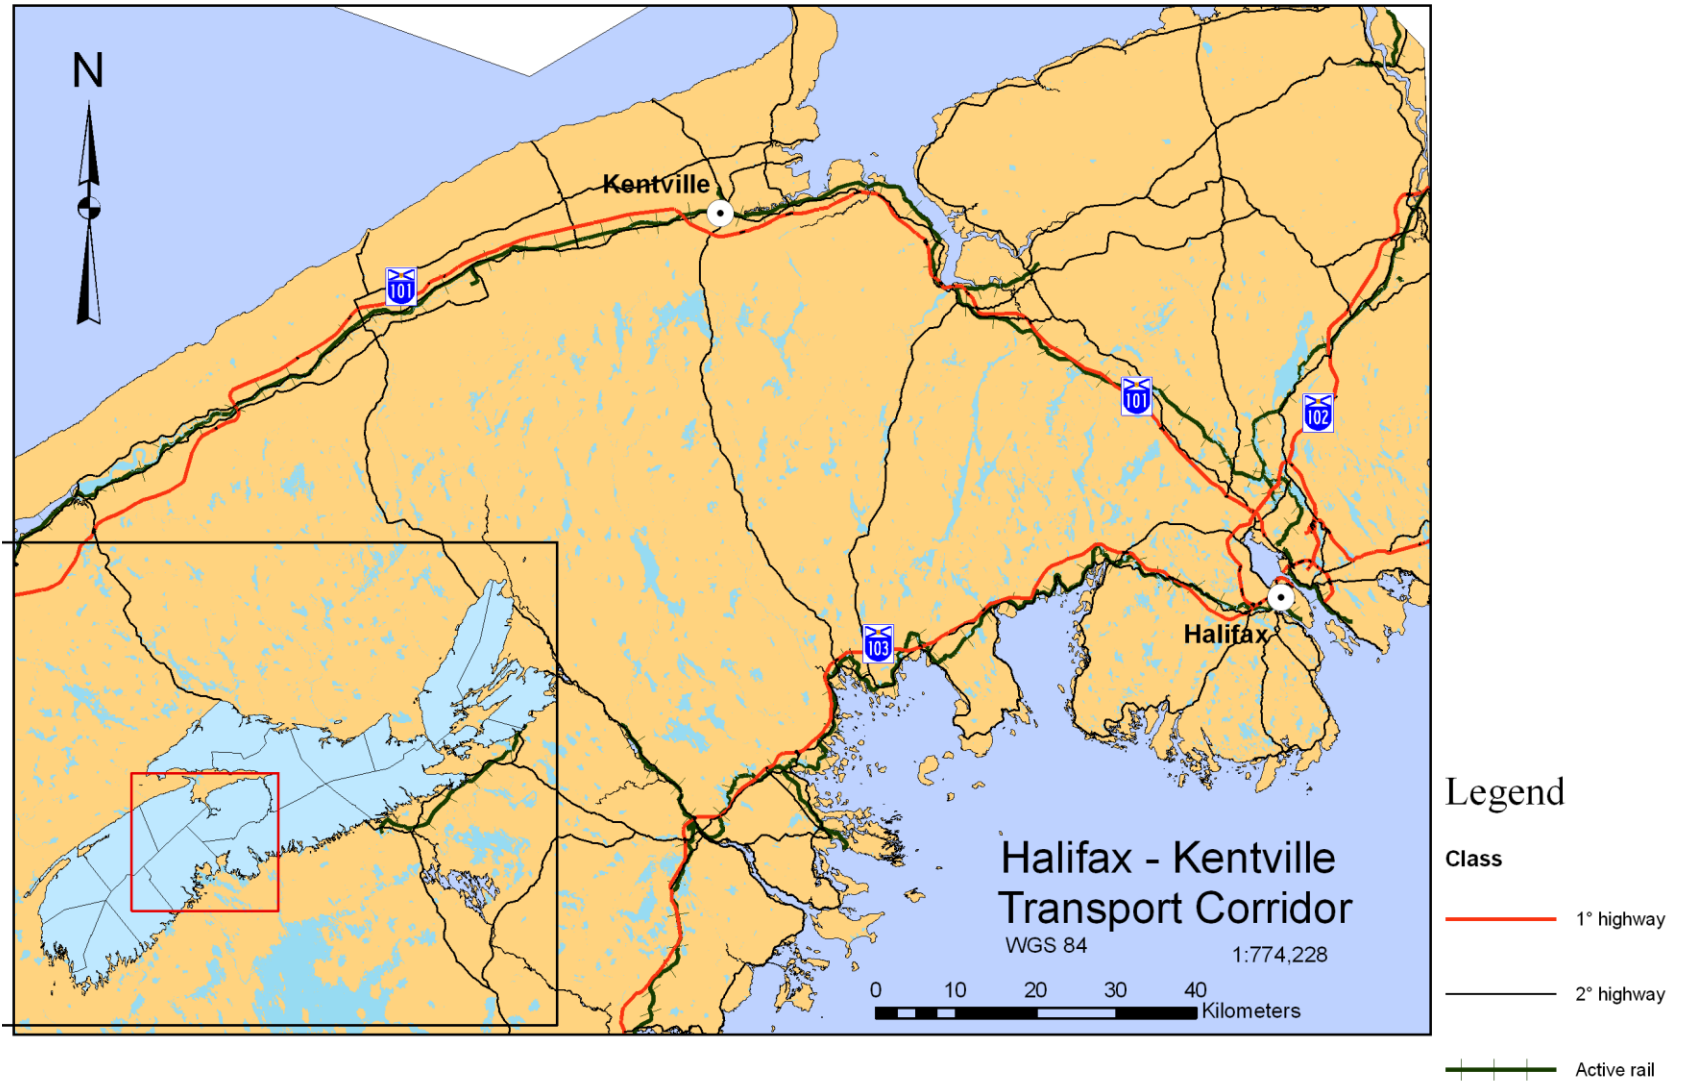 N
Kentville
101
101
102
103
Halifax
Halifax - Kentville
Transport Corridor
WGS 84
1:774,228
0 10 20 30 40
Kilometers
Legend
Class
1° highway
2° highway
Active rail